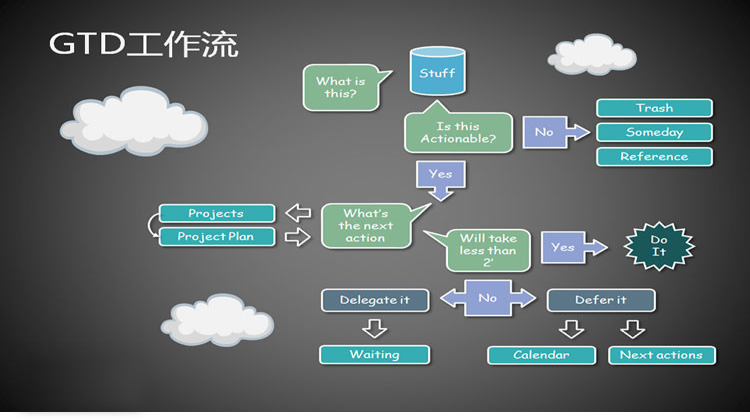 GTD工作流
What is
this?
Stuff
Is this
Actionable?
No
Trash
Someday
Reference
Yes
Projects
Project Plan
What's
the next
action
Will take
less than
2'
Yes
Do
It
Delegate it
No
Defer it
Waiting
Calendar
Next actions